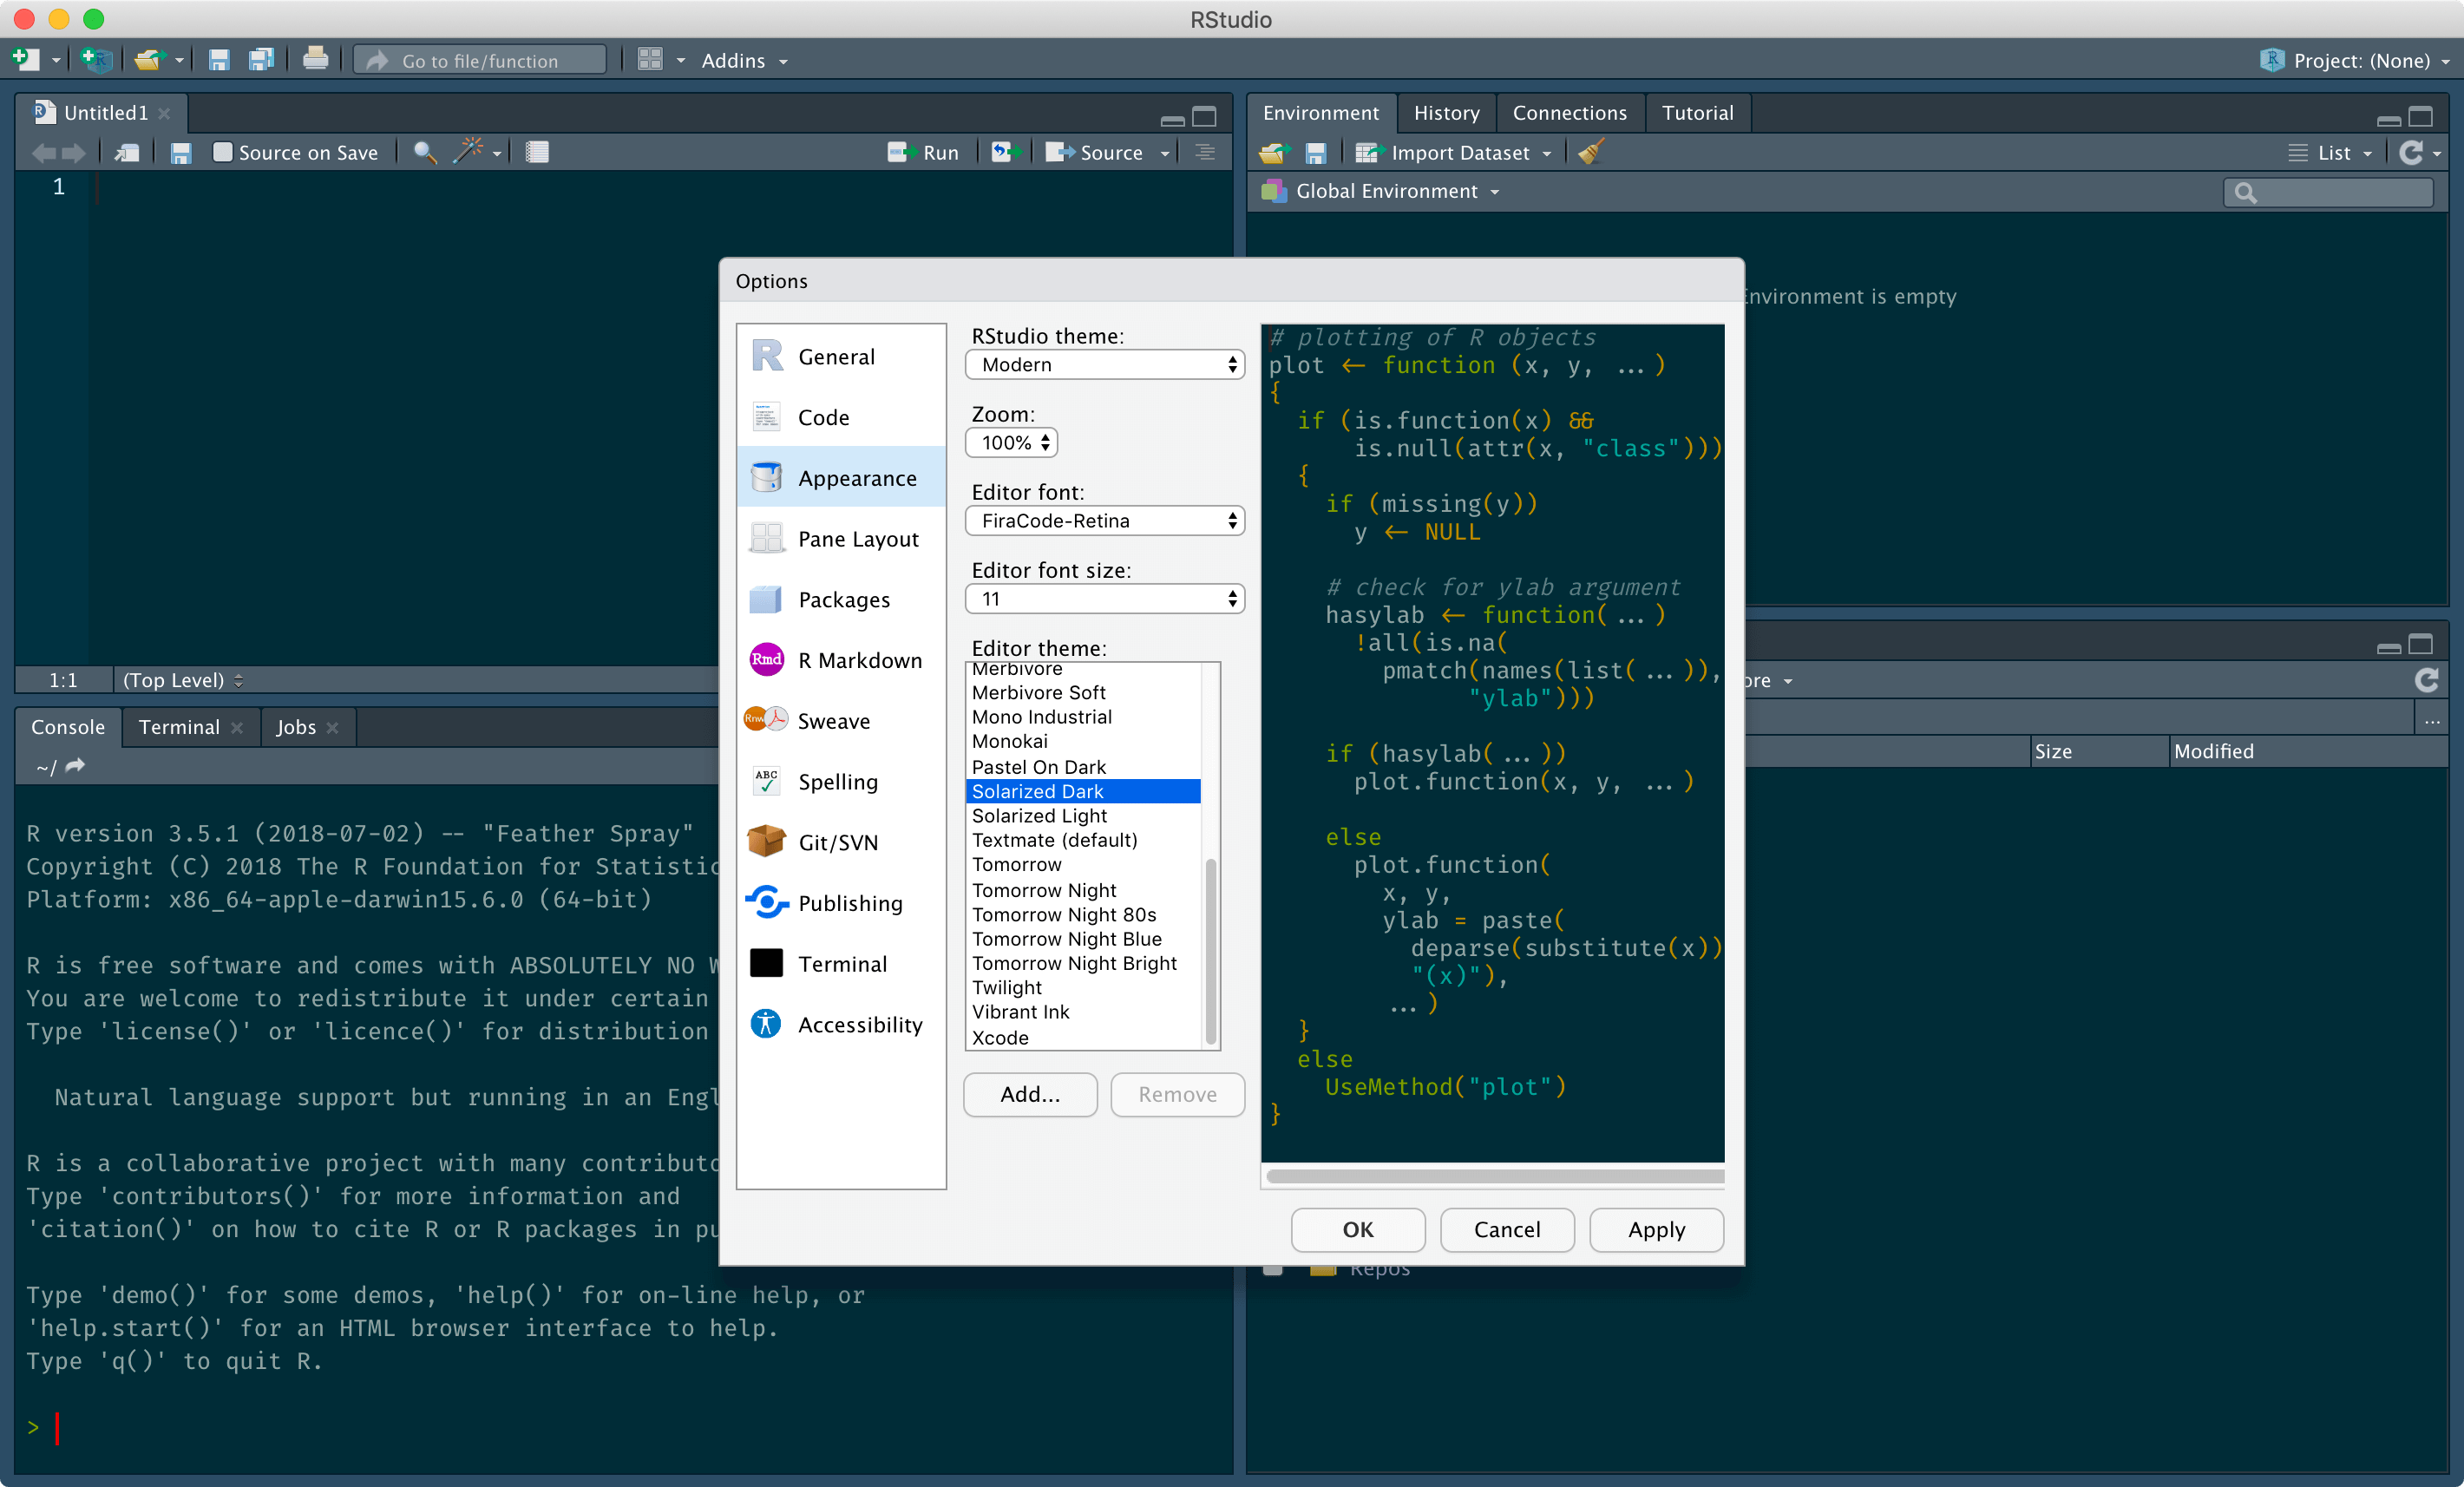 RStudio
Go to file/function
Addins
Project: (None)
Untitled1
Source on Save
Run
Source
1
1:1
(Top Level)
Environment
History
Connections
Tutorial
Import Dataset
List
Global Environment
Environment is empty
Size
Modified
Repos
Console
Terminal
Jobs
~/
R version 3.5.1 (2018-07-02) -- "Feather Spray"
Copyright (C) 2018 The R Foundation for Statistic
Platform: x86_64-apple-darwin15.6.0 (64-bit)
R is free software and comes with ABSOLUTELY NO W
You are welcome to redistribute it under certain
Type 'license()' or 'licence()' for distribution
Natural language support but running in an Engl
R is a collaborative project with many contributo
Type 'contributors()' for more information and
'citation()' on how to cite R or R packages in pu
Type 'demo()' for some demos, 'help()' for on-line help, or
'help.start()' for an HTML browser interface to help.
Type 'q()' to quit R.
>
Options
General
Code
Appearance
Pane Layout
Packages
Rmd R Markdown
Rnw Sweave
ABC Spelling
Git/SVN
Publishing
Terminal
Accessibility
RStudio theme:
Modern
Zoom:
100%
Editor font:
FiraCode-Retina
Editor font size:
11
Editor theme:
Merbivore
Merbivore Soft
Mono Industrial
Monokai
Pastel On Dark
Solarized Dark
Solarized Light
Textmate (default)
Tomorrow
Tomorrow Night
Tomorrow Night 80s
Tomorrow Night Blue
Tomorrow Night Bright
Twilight
Vibrant Ink
Xcode
Add...
Remove
# plotting of R objects
plot <- function (x, y, ...)
{
if (is.function(x) &&
is.null(attr(x, "class")))
{
if (missing(y))
y <- NULL
# check for ylab argument
hasylab <- function(...)
!all(is.na(
pmatch(names(list(...)),
"ylab")))
if (hasylab(...))
plot.function(x, y, ...)
else
plot.function(
x, y,
ylab = paste(
deparse(substitute(x))
"(x)"),
...)
}
else
UseMethod("plot")
}
OK
Cancel
Apply